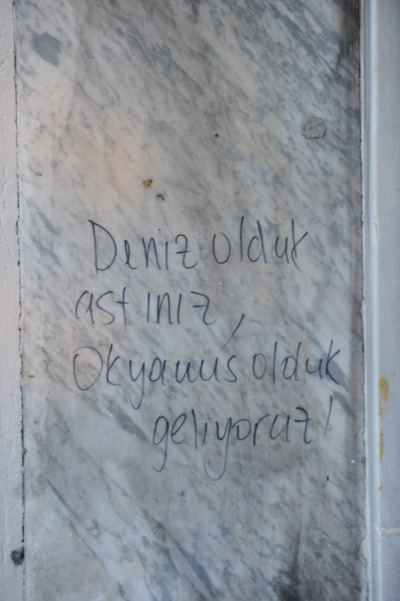 Deniz olduk
astınız,
Okyanus olduk
geliyoruz!